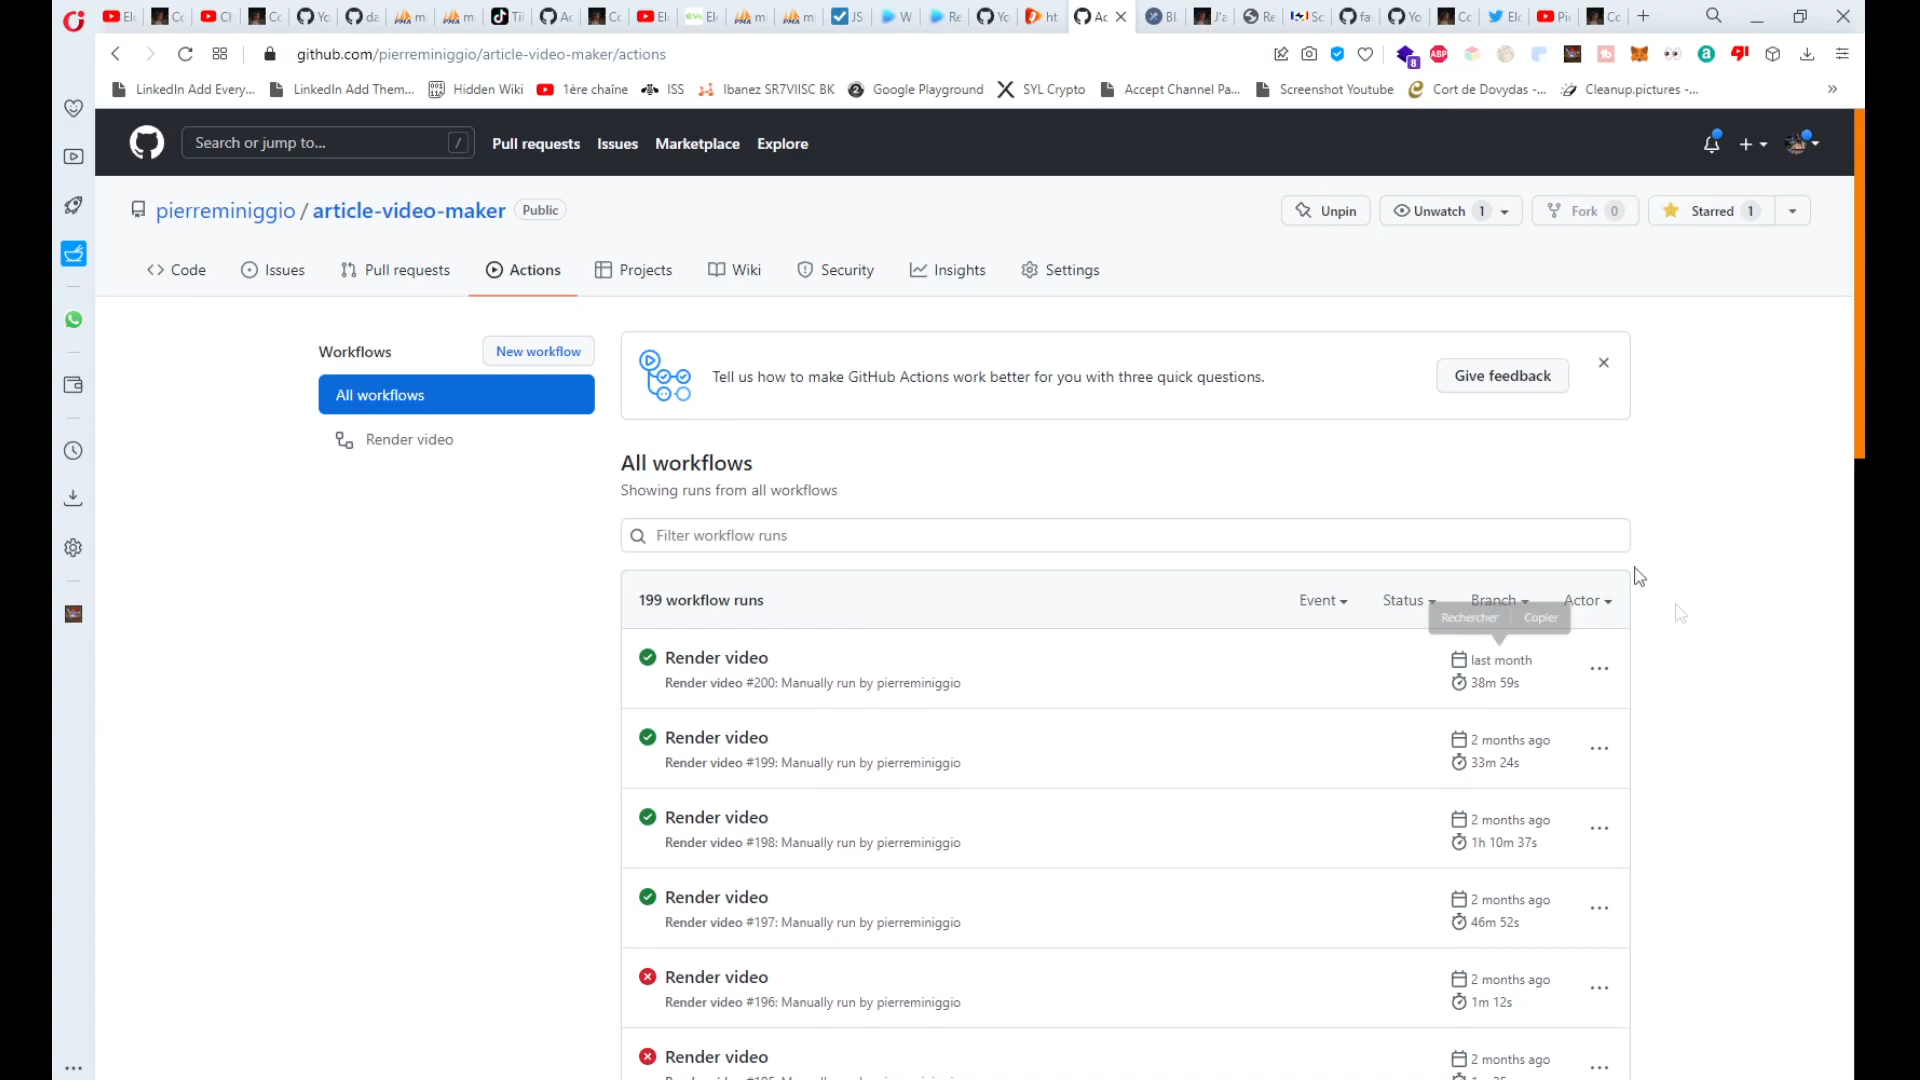 github.com/pierreminiggio/article-video-maker/actions
LinkedIn Add Every... LinkedIn Add Them... Hidden Wiki 1ère chaîne ISS Ibanez SR7VIISC BK Google Playground SYL Crypto Accept Channel Pa... Screenshot Youtube Cort de Dovydas -... Cleanup.pictures -... »
Search or jump to... / Pull requests Issues Marketplace Explore
pierreminiggio / article-video-maker Public Unpin Unwatch 1 Fork 0 Starred 1
Code Issues Pull requests Actions Projects Wiki Security Insights Settings
Workflows New workflow
All workflows
Render video
Tell us how to make GitHub Actions work better for you with three quick questions. Give feedback
All workflows
Showing runs from all workflows
Filter workflow runs
199 workflow runs Event Status Branch Actor
Rechercher Copier
Render video last month
Render video #200: Manually run by pierreminiggio 38m 59s
Render video 2 months ago
Render video #199: Manually run by pierreminiggio 33m 24s
Render video 2 months ago
Render video #198: Manually run by pierreminiggio 1h 10m 37s
Render video 2 months ago
Render video #197: Manually run by pierreminiggio 46m 52s
Render video 2 months ago
Render video #196: Manually run by pierreminiggio 1m 12s
Render video 2 months ago